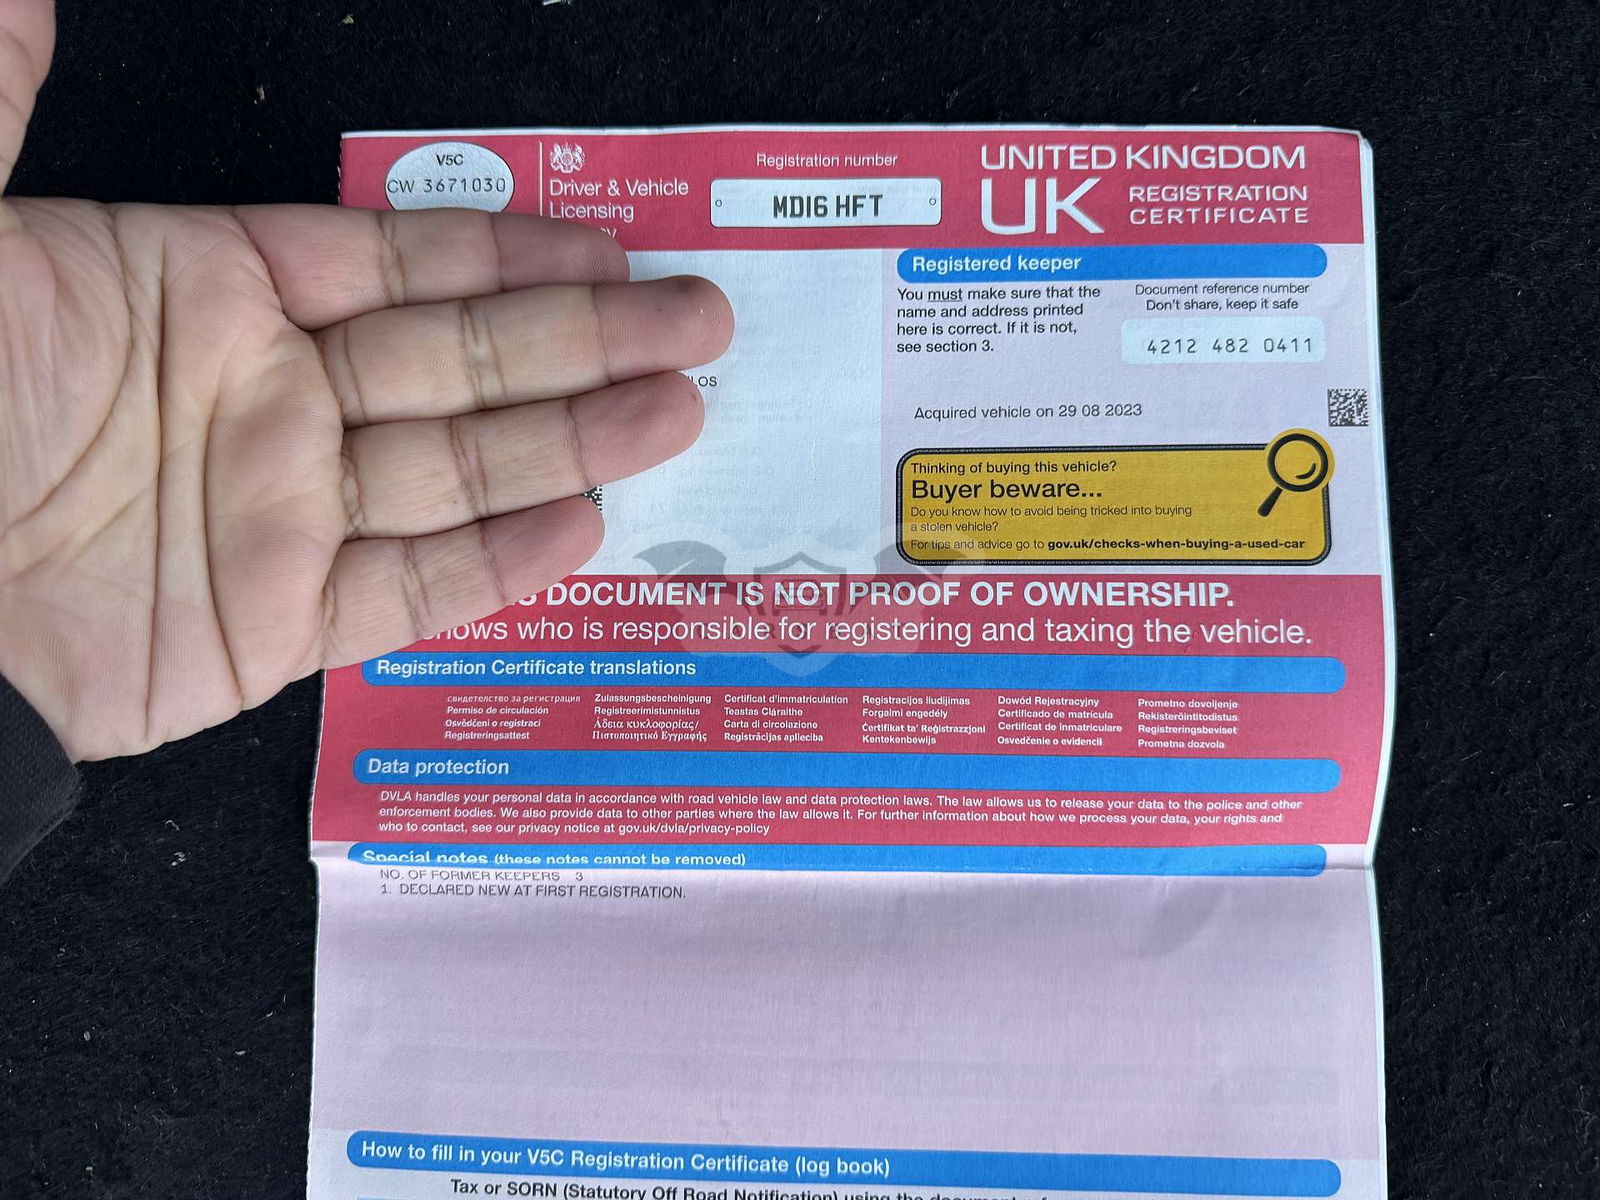 V5C
CW 3671030
Driver & Vehicle
Licensing
Registration number
MD16 HFT
UNITED KINGDOM
UK
REGISTRATION
CERTIFICATE
Registered keeper
You must make sure that the
name and address printed
here is correct. If it is not,
see section 3.
Document reference number
Don't share, keep it safe
4212 482 0411
Acquired vehicle on 29 08 2023
Thinking of buying this vehicle?
Buyer beware...
Do you know how to avoid being tricked into buying
a stolen vehicle?
For tips and advice go to gov.uk/checks-when-buying-a-used-car
DOCUMENT IS NOT PROOF OF OWNERSHIP.
who is responsible for registering and taxing the vehicle.
Registration Certificate translations
свидетелство за регистрация
Permiso de circulación
Osvědčení o registraci
Registreringsattest
Zulassungsbescheinigung
Registreerimistunnistus
Άδεια κυκλοφορίας/
Πιστοποιητικό Εγγραφής
Certificat d'immatriculation
Teastas Cláraithe
Carta di circolazione
Reģistrācijas apliecība
Registracijos liudijimas
Forgalmi engedély
Ċertifikat ta' Reġistrazzjoni
Kentekenbewijs
Dowód Rejestracyjny
Certificado de matrícula
Certificat de înmatriculare
Osvedčenie o evidencii
Prometno dovoljenje
Rekisteröintitodistus
Registreringsbeviset
Prometna dozvola
Data protection
DVLA handles your personal data in accordance with road vehicle law and data protection laws. The law allows us to release your data to the police and other
enforcement bodies. We also provide data to other parties where the law allows it. For further information about how we process your data, your rights and
who to contact, see our privacy notice at gov.uk/dvla/privacy-policy
Special notes (these notes cannot be removed)
NO. OF FORMER KEEPERS 3
1. DECLARED NEW AT FIRST REGISTRATION.
How to fill in your V5C Registration Certificate (log book)
Tax or SORN (Statutory Off Road Notification) using the